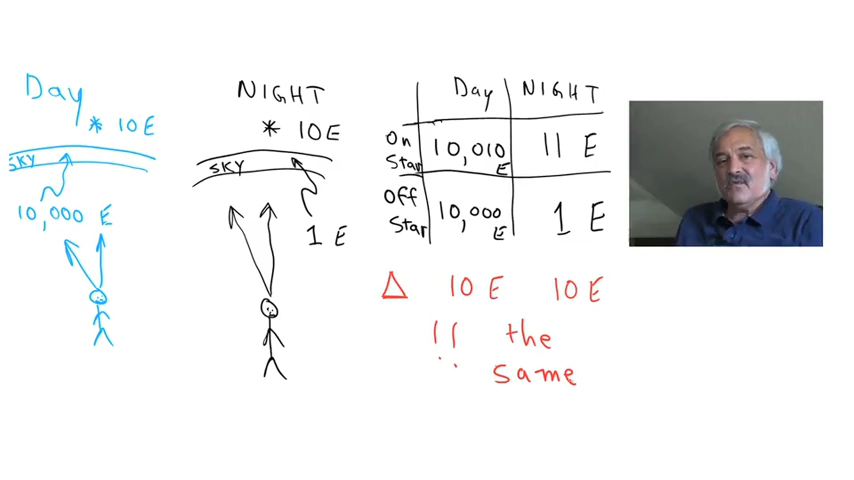 Day
* 10 E
SKY
10,000 E
NIGHT
* 10 E
SKY
1 E
Day NIGHT
On Star 10,010 E 11 E
Off Star 10,000 E 1 E
Δ 10 E 10 E
!! the
same